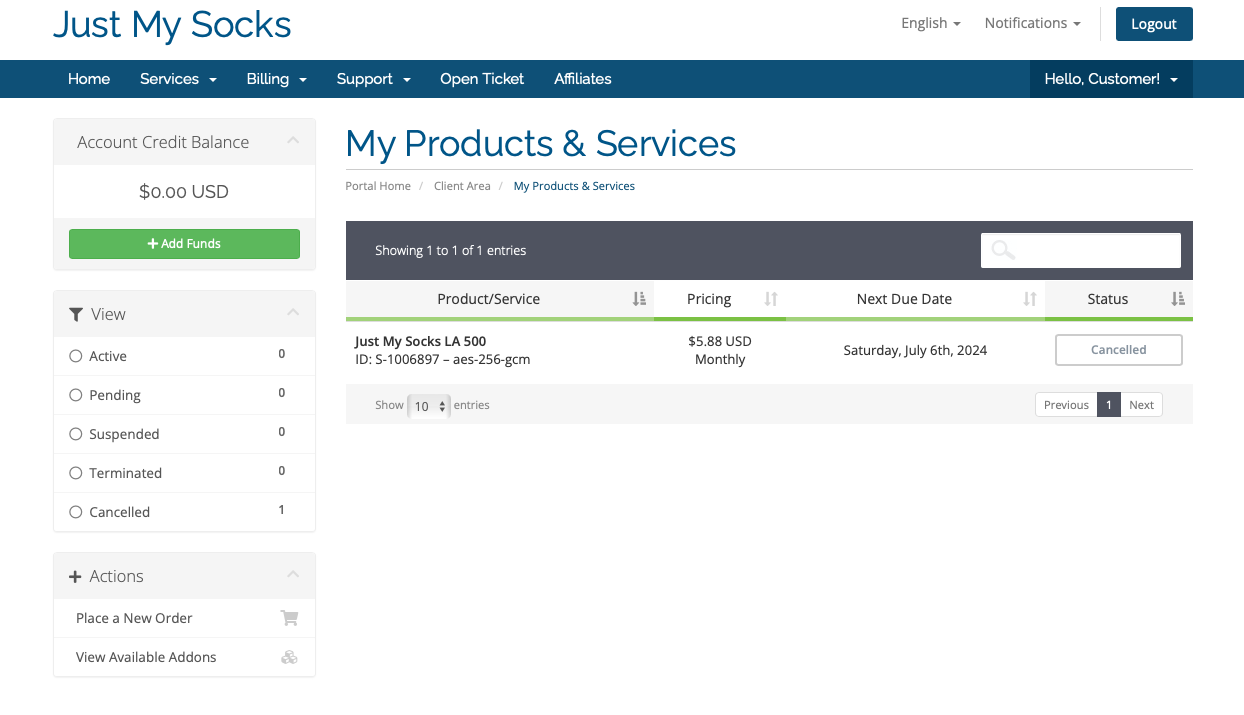 Just My Socks
English
Notifications
Logout
Home
Services
Billing
Support
Open Ticket
Affiliates
Hello, Customer!
Account Credit Balance
$0.00 USD
Add Funds
View
Active 0
Pending 0
Suspended 0
Terminated 0
Cancelled 1
Actions
Place a New Order
View Available Addons
My Products & Services
Portal Home / Client Area / My Products & Services
Showing 1 to 1 of 1 entries
Product/Service Pricing Next Due Date Status
Just My Socks LA 500
ID: S-1006897 – aes-256-gcm
$5.88 USD
Monthly
Saturday, July 6th, 2024
Cancelled
Show 10 entries
Previous 1 Next